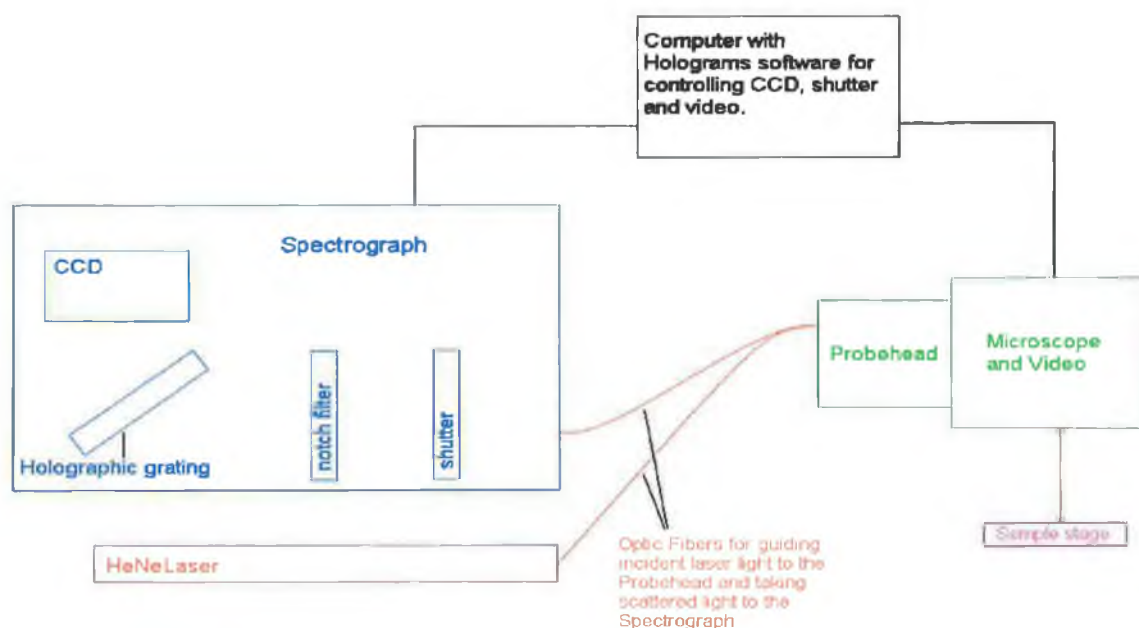 Computer with
Holograms software for
controlling CCD, shutter
and video.
Spectrograph
CCD
Probehead
Microscope
and Video
notch filter
shutter
Holographic grating
Sample stage
HeNeLaser
Optic Fibers for guiding
incident laser light to the
Probehead and taking
scattered light to the
Spectrograph